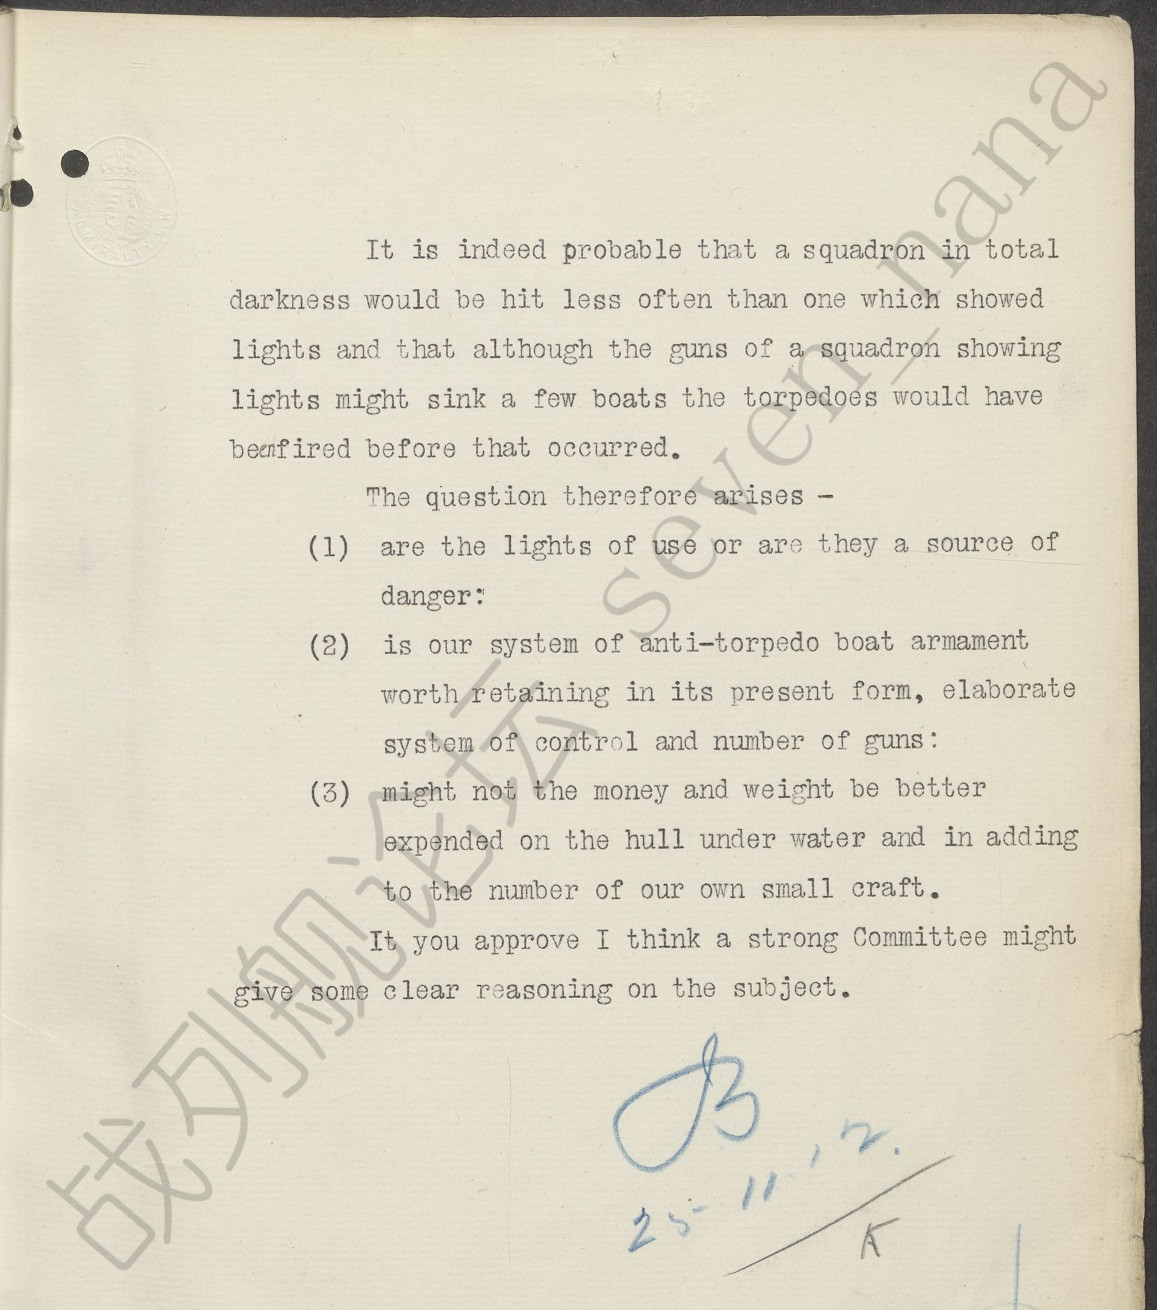 It is indeed probable that a squadron in total
darkness would be hit less often than one which showed
lights and that although the guns of a squadron showing
lights might sink a few boats the torpedoes would have
been fired before that occurred.
The question therefore arises -
(1) are the lights of use or are they a source of
danger:
(2) is our system of anti-torpedo boat armament
worth retaining in its present form, elaborate
system of control and number of guns:
(3) might not the money and weight be better
expended on the hull under water and in adding
to the number of our own small craft.
It you approve I think a strong Committee might
give some clear reasoning on the subject.
B
25-11.12.
K
战列舰论坛 seven_nana